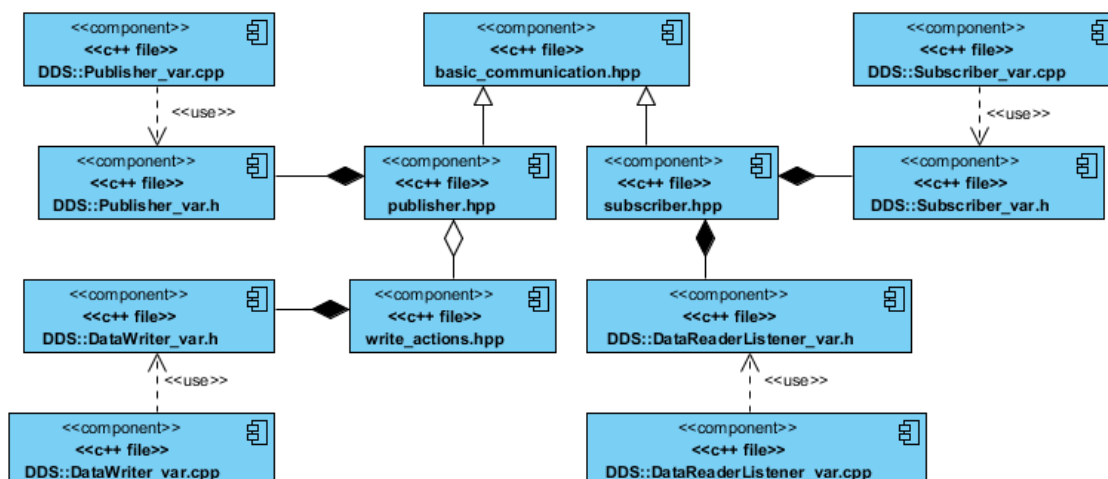 <<component>>
<<c++ file>>
DDS::Publisher_var.cpp
<<component>>
<<c++ file>>
basic_communication.hpp
<<component>>
<<c++ file>>
DDS::Subscriber_var.cpp
<<use>>
<<use>>
<<component>>
<<c++ file>>
DDS::Publisher_var.h
<<component>>
<<c++ file>>
publisher.hpp
<<component>>
<<c++ file>>
subscriber.hpp
<<component>>
<<c++ file>>
DDS::Subscriber_var.h
<<component>>
<<c++ file>>
DDS::DataWriter_var.h
<<component>>
<<c++ file>>
write_actions.hpp
<<component>>
<<c++ file>>
DDS::DataReaderListener_var.h
<<use>>
<<use>>
<<component>>
<<c++ file>>
DDS::DataWriter_var.cpp
<<component>>
<<c++ file>>
DDS::DataReaderListener_var.cpp